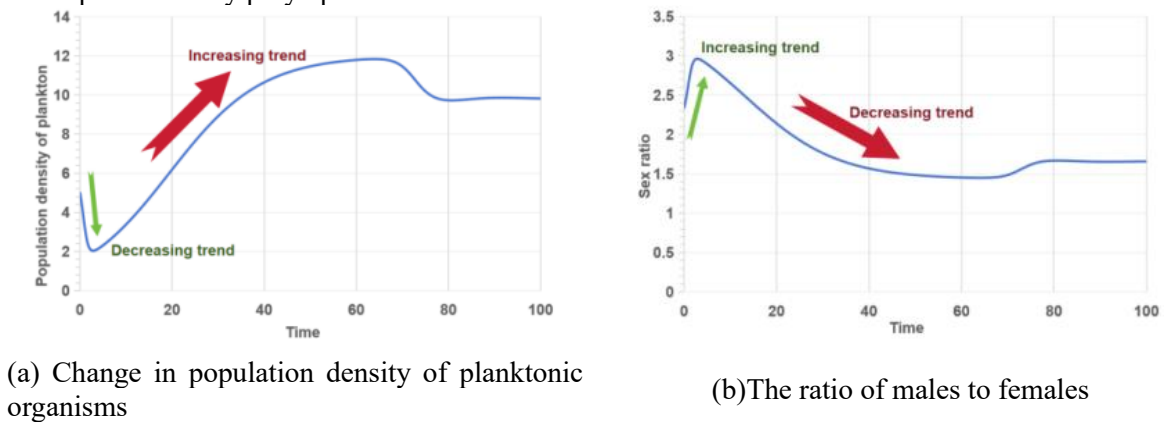 14
12
10
8
6
4
2
0
Population density of plankton
Increasing trend
Decreasing trend
0 20 40 60 80 100
Time
3.5
3
2.5
2
1.5
1
0.5
0
Sex ratio
Increasing trend
Decreasing trend
0 20 40 60 80 100
Time
(a) Change in population density of planktonic
organisms
(b)The ratio of males to females